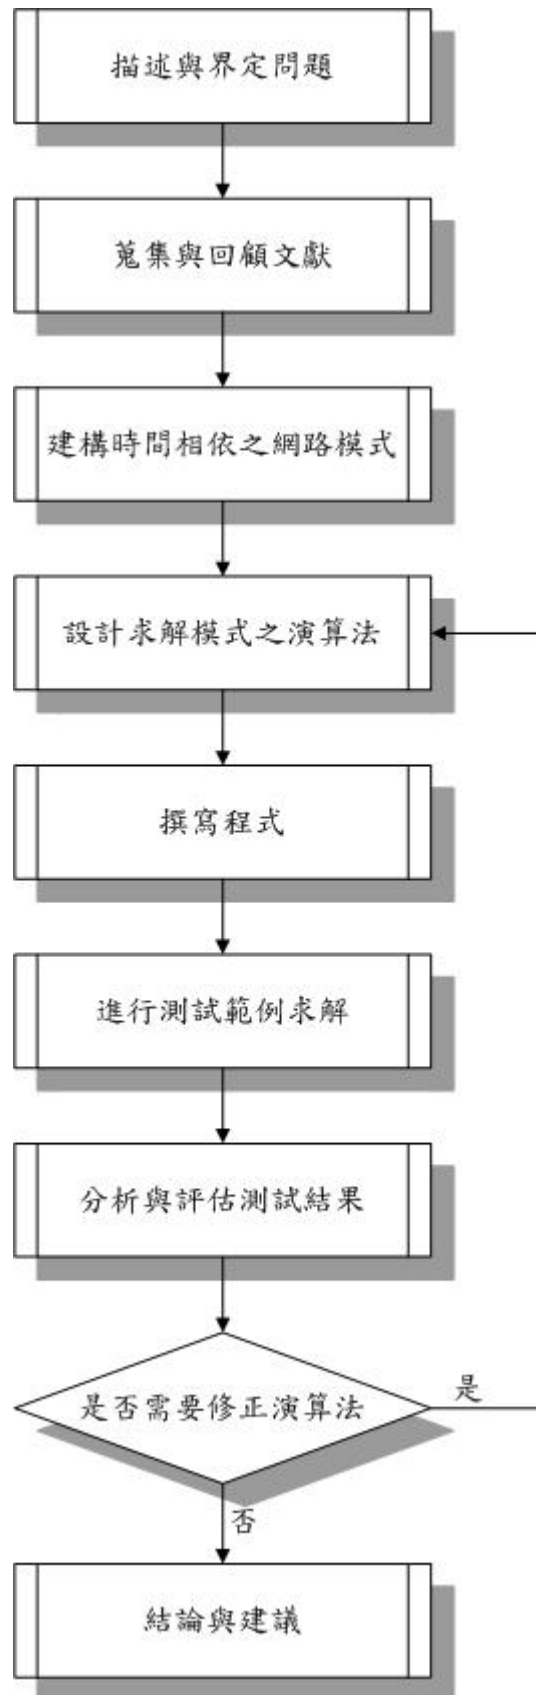 描述與界定問題
蒐集與回顧文獻
建構時間相依之網路模式
設計求解模式之演算法
撰寫程式
進行測試範例求解
分析與評估測試結果
是否需要修正演算法
是
否
結論與建議